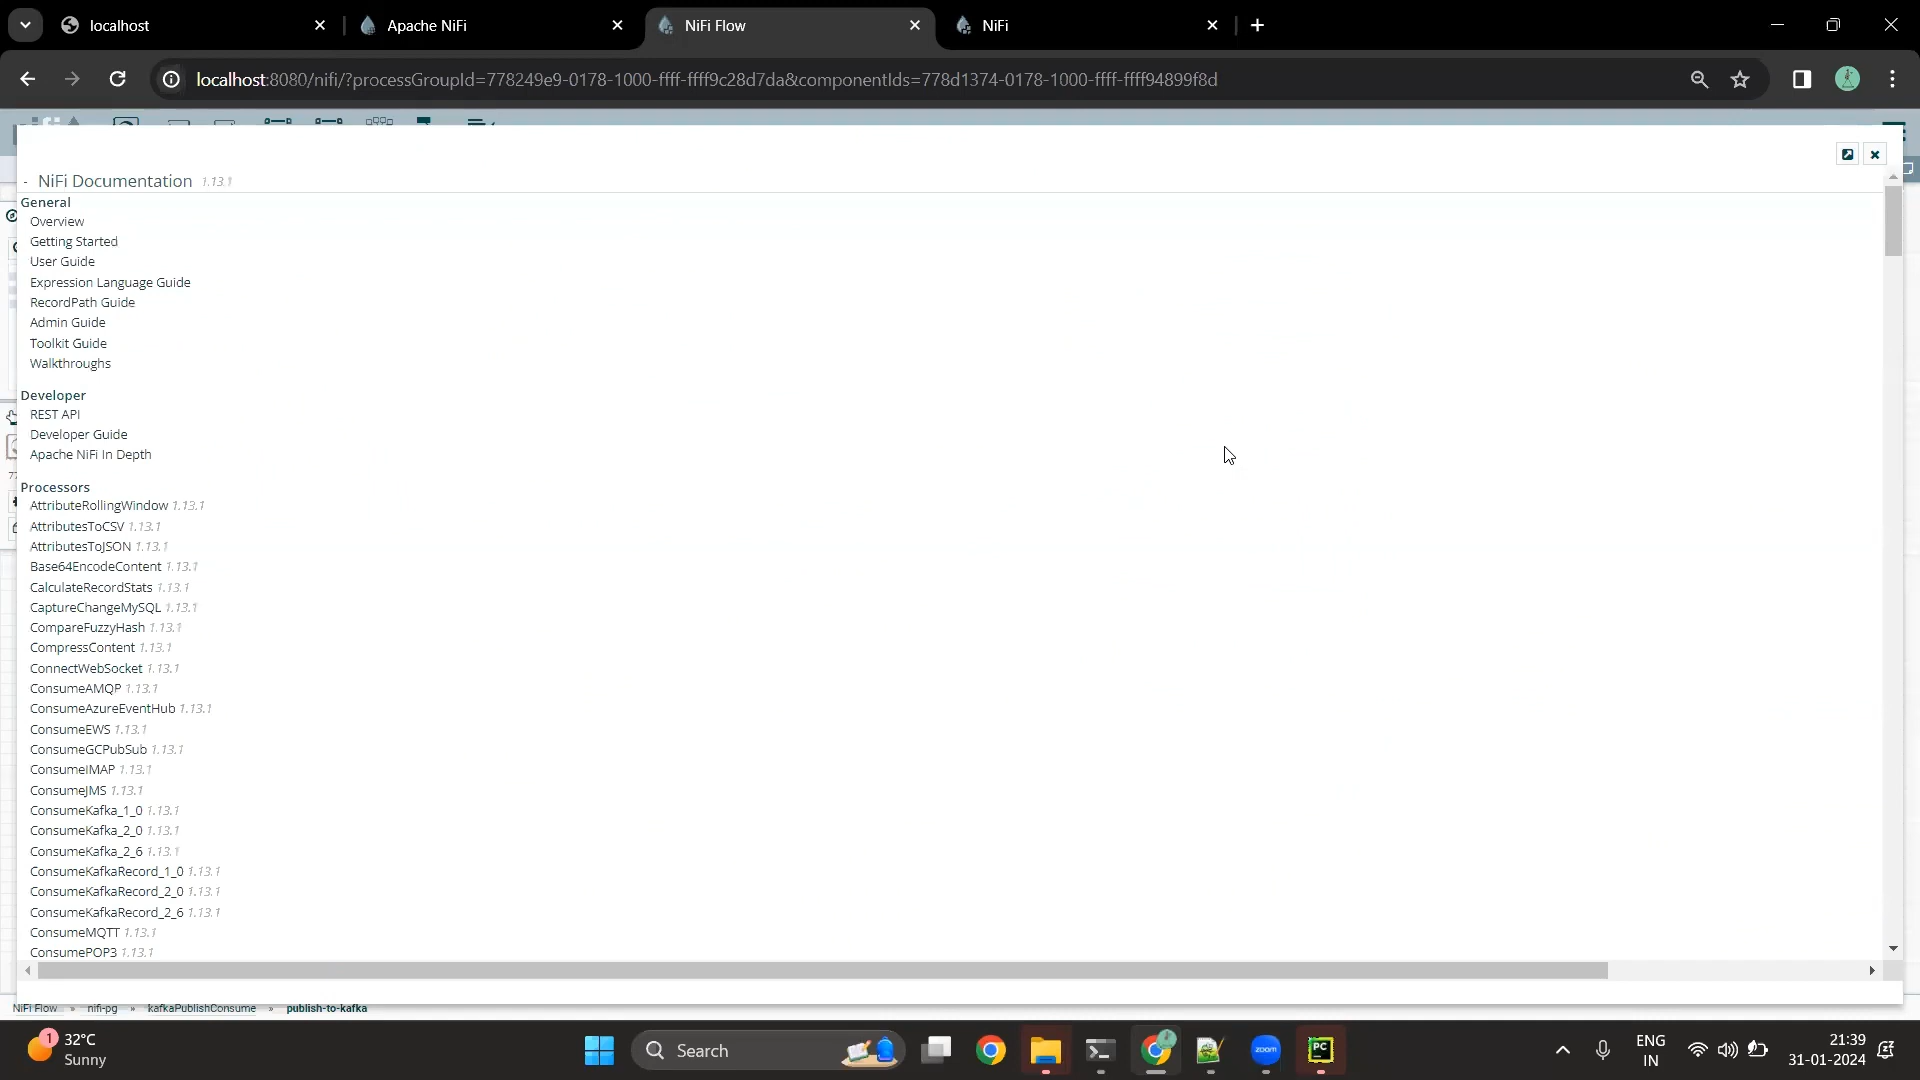 localhost
Apache NiFi
NiFi Flow
NiFi
localhost:8080/nifi/?processGroupId=778249e9-0178-1000-ffff-ffff9c28d7da&componentIds=778d1374-0178-1000-ffff-ffff94899f8d
- NiFi Documentation 1.13.1
General
Overview
Getting Started
User Guide
Expression Language Guide
RecordPath Guide
Admin Guide
Toolkit Guide
Walkthroughs
Developer
REST API
Developer Guide
Apache NiFi In Depth
Processors
AttributeRollingWindow 1.13.1
AttributesToCSV 1.13.1
AttributesToJSON 1.13.1
Base64EncodeContent 1.13.1
CalculateRecordStats 1.13.1
CaptureChangeMySQL 1.13.1
CompareFuzzyHash 1.13.1
CompressContent 1.13.1
ConnectWebSocket 1.13.1
ConsumeAMQP 1.13.1
ConsumeAzureEventHub 1.13.1
ConsumeEWS 1.13.1
ConsumeGCPubSub 1.13.1
ConsumeIMAP 1.13.1
ConsumeJMS 1.13.1
ConsumeKafka_1_0 1.13.1
ConsumeKafka_2_0 1.13.1
ConsumeKafka_2_6 1.13.1
ConsumeKafkaRecord_1_0 1.13.1
ConsumeKafkaRecord_2_0 1.13.1
ConsumeKafkaRecord_2_6 1.13.1
ConsumeMQTT 1.13.1
ConsumePOP3 1.13.1
NiFi Flow » nifi-pg » kafkaPublishConsume » publish-to-kafka
1
32°C
Sunny
Search
zoom
PC
ENG
IN
21:39
31-01-2024